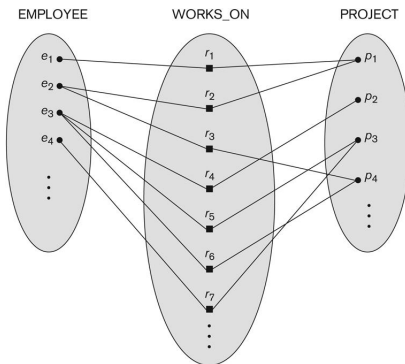 EMPLOYEE WORKS_ON PROJECT
e1
e2
e3
e4
r1
r2
r3
r4
r5
r6
r7
p1
p2
p3
p4